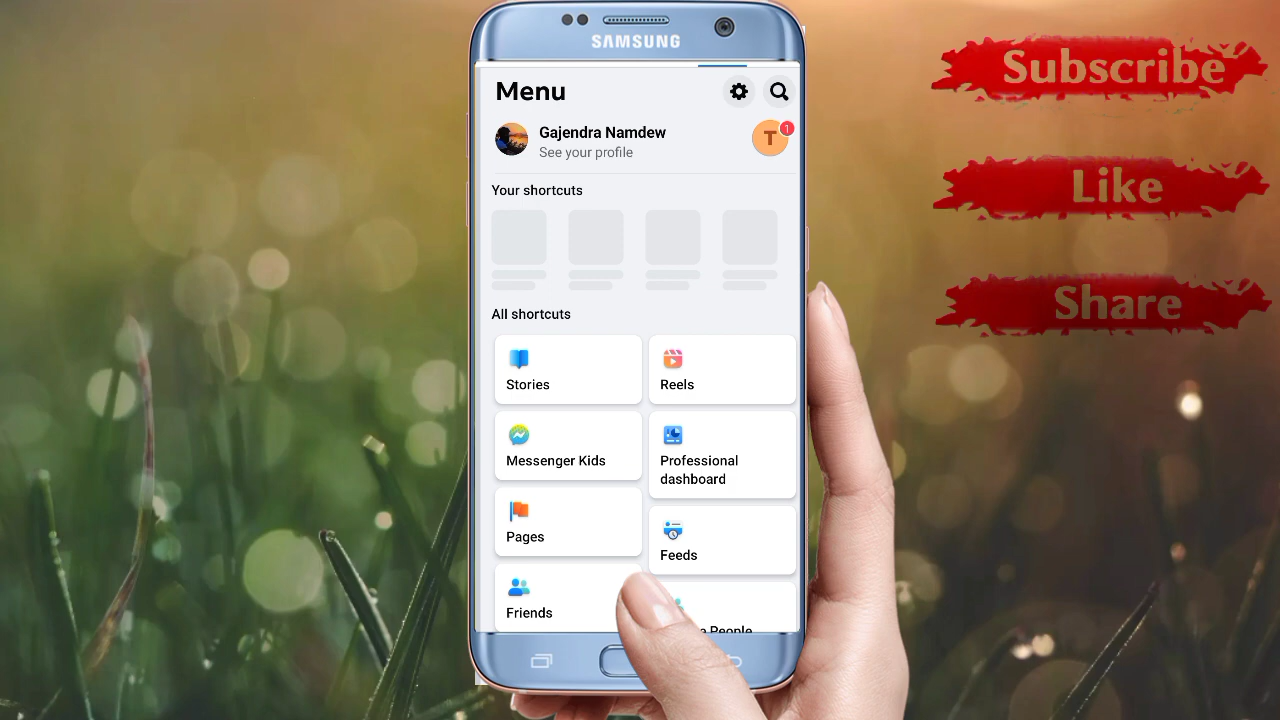 SAMSUNG
Menu
Gajendra Namdew
See your profile
T
1
Your shortcuts
All shortcuts
Stories
Reels
Messenger Kids
Professional
dashboard
Pages
Feeds
Friends
People
Subscribe
Like
Share